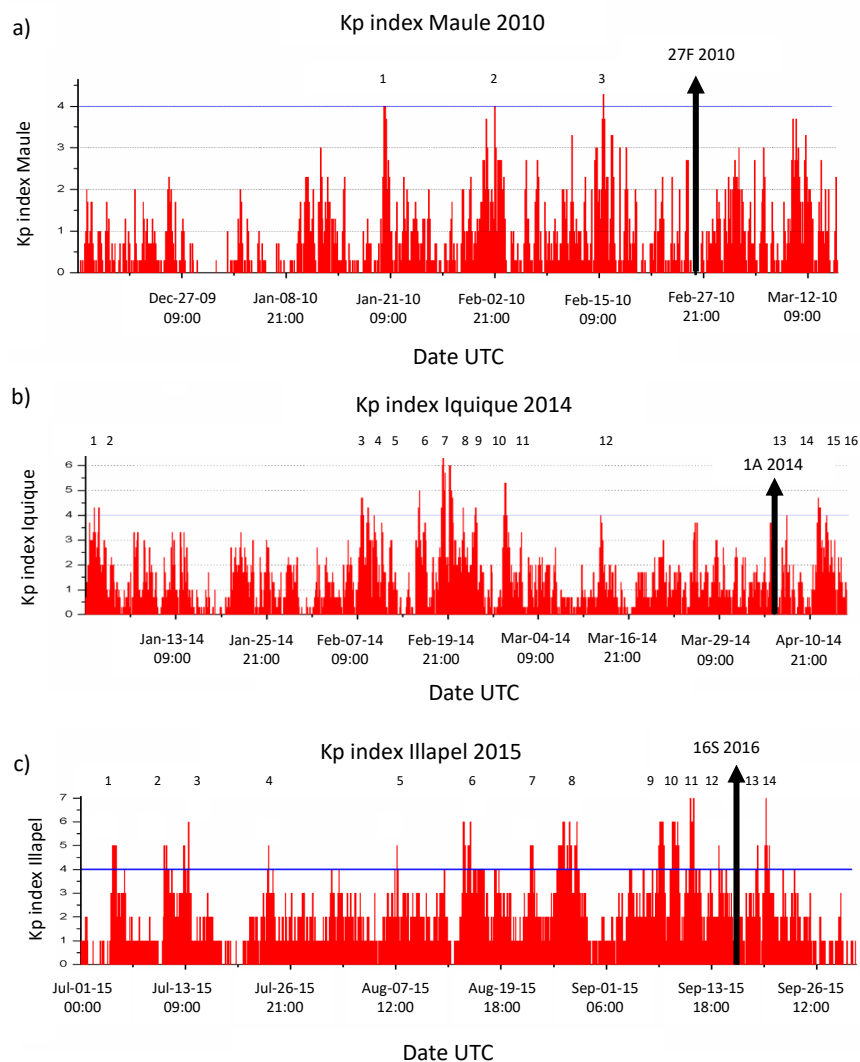 a)
Kp index Maule 2010
27F 2010
1 2 3
Kp index Maule
4
3
2
1
0
Dec-27-09 Jan-08-10 Jan-21-10 Feb-02-10 Feb-15-10 Feb-27-10 Mar-12-10
09:00 21:00 09:00 21:00 09:00 21:00 09:00
Date UTC
b)
Kp index Iquique 2014
1 2 3 4 5 6 7 8 9 10 11 12 13 14 15 16
1A 2014
Kp index Iquique
6
5
4
3
2
1
0
Jan-13-14 Jan-25-14 Feb-07-14 Feb-19-14 Mar-04-14 Mar-16-14 Mar-29-14 Apr-10-14
09:00 21:00 09:00 21:00 09:00 21:00 09:00 21:00
Date UTC
c)
Kp index Illapel 2015
16S 2016
1 2 3 4 5 6 7 8 9 10 11 12 13 14
Kp index Illapel
7
6
5
4
3
2
1
0
Jul-01-15 Jul-13-15 Jul-26-15 Aug-07-15 Aug-19-15 Sep-01-15 Sep-13-15 Sep-26-15
00:00 09:00 21:00 12:00 18:00 06:00 18:00 12:00
Date UTC